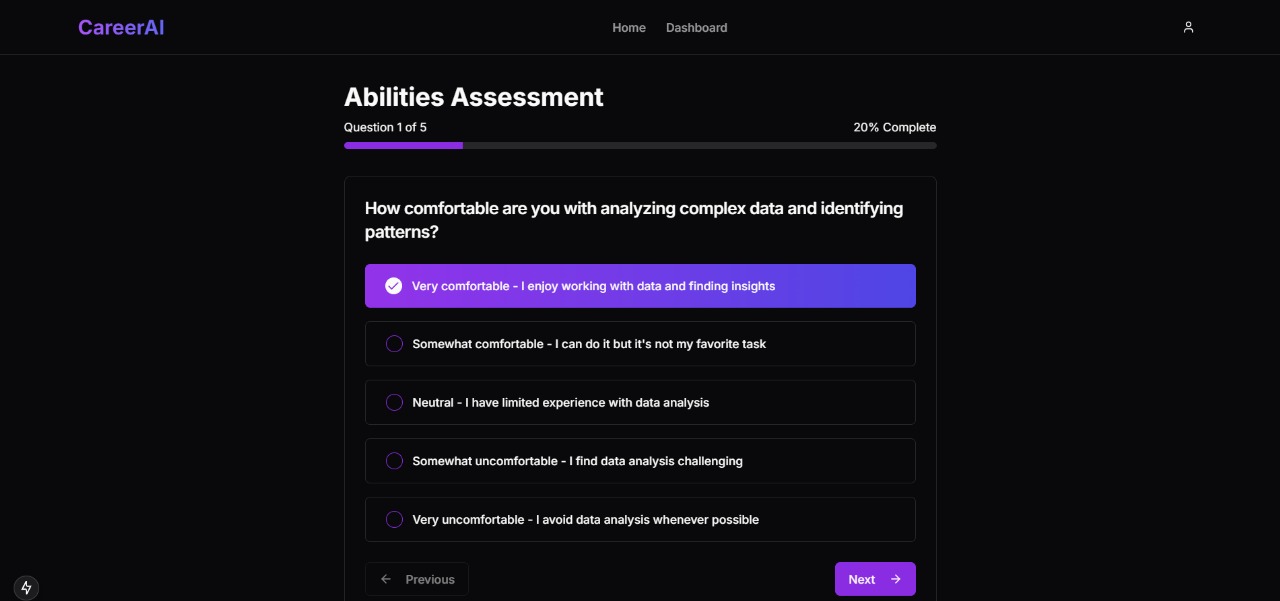 CareerAI
Home
Dashboard
Abilities Assessment
Question 1 of 5
20% Complete
How comfortable are you with analyzing complex data and identifying
patterns?
Very comfortable - I enjoy working with data and finding insights
Somewhat comfortable - I can do it but it's not my favorite task
Neutral - I have limited experience with data analysis
Somewhat uncomfortable - I find data analysis challenging
Very uncomfortable - I avoid data analysis whenever possible
Previous
Next